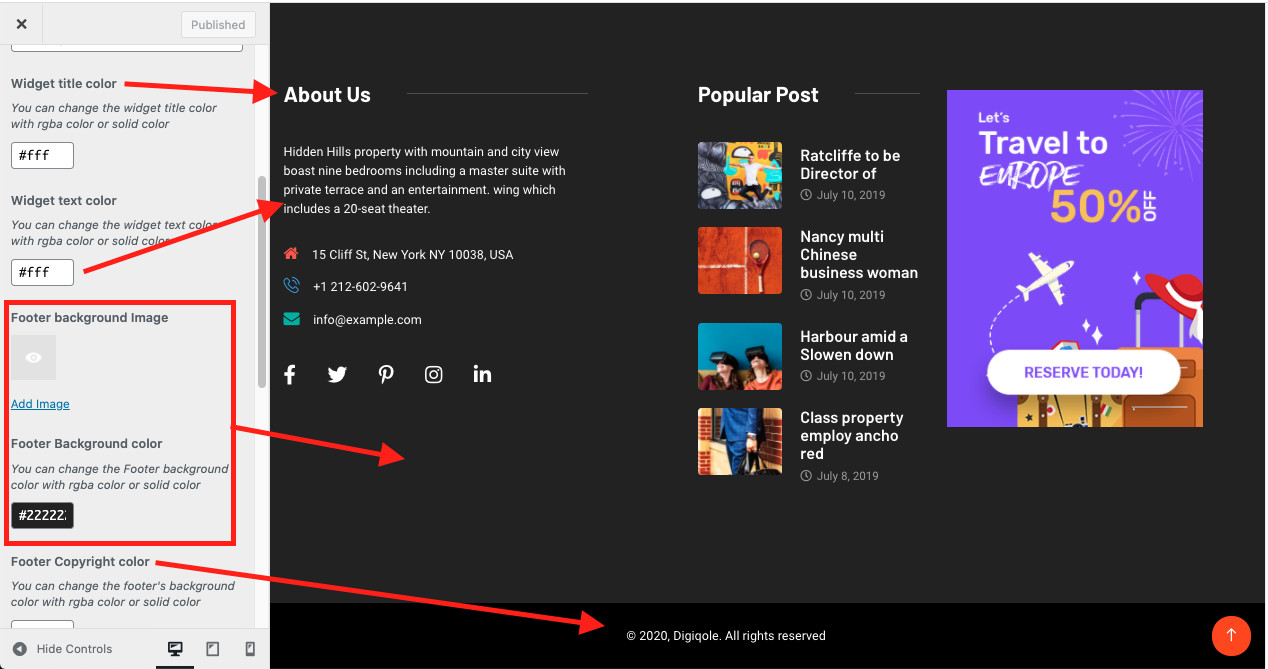 Published
Widget title color
You can change the widget title color
with rgba color or solid color
#fff
Widget text color
You can change the widget text color
with rgba color or solid color
#fff
Footer background Image
Add Image
Footer Background color
You can change the Footer background
color with rgba color or solid color
#22222
Footer Copyright color
You can change the footer's background
color with rgba color or solid color
Hide Controls
About Us
Hidden Hills property with mountain and city view
boast nine bedrooms including a master suite with
private terrace and an entertainment. wing which
includes a 20-seat theater.
15 Cliff St, New York NY 10038, USA
+1 212-602-9641
info@example.com
Popular Post
Ratcliffe to be
Director of
July 10, 2019
Nancy multi
Chinese
business woman
July 10, 2019
Harbour amid a
Slowen down
July 10, 2019
Class property
employ ancho
red
July 8, 2019
Let's
Travel to
EUROPE
50% OFF
RESERVE TODAY!
© 2020, Digiqole. All rights reserved